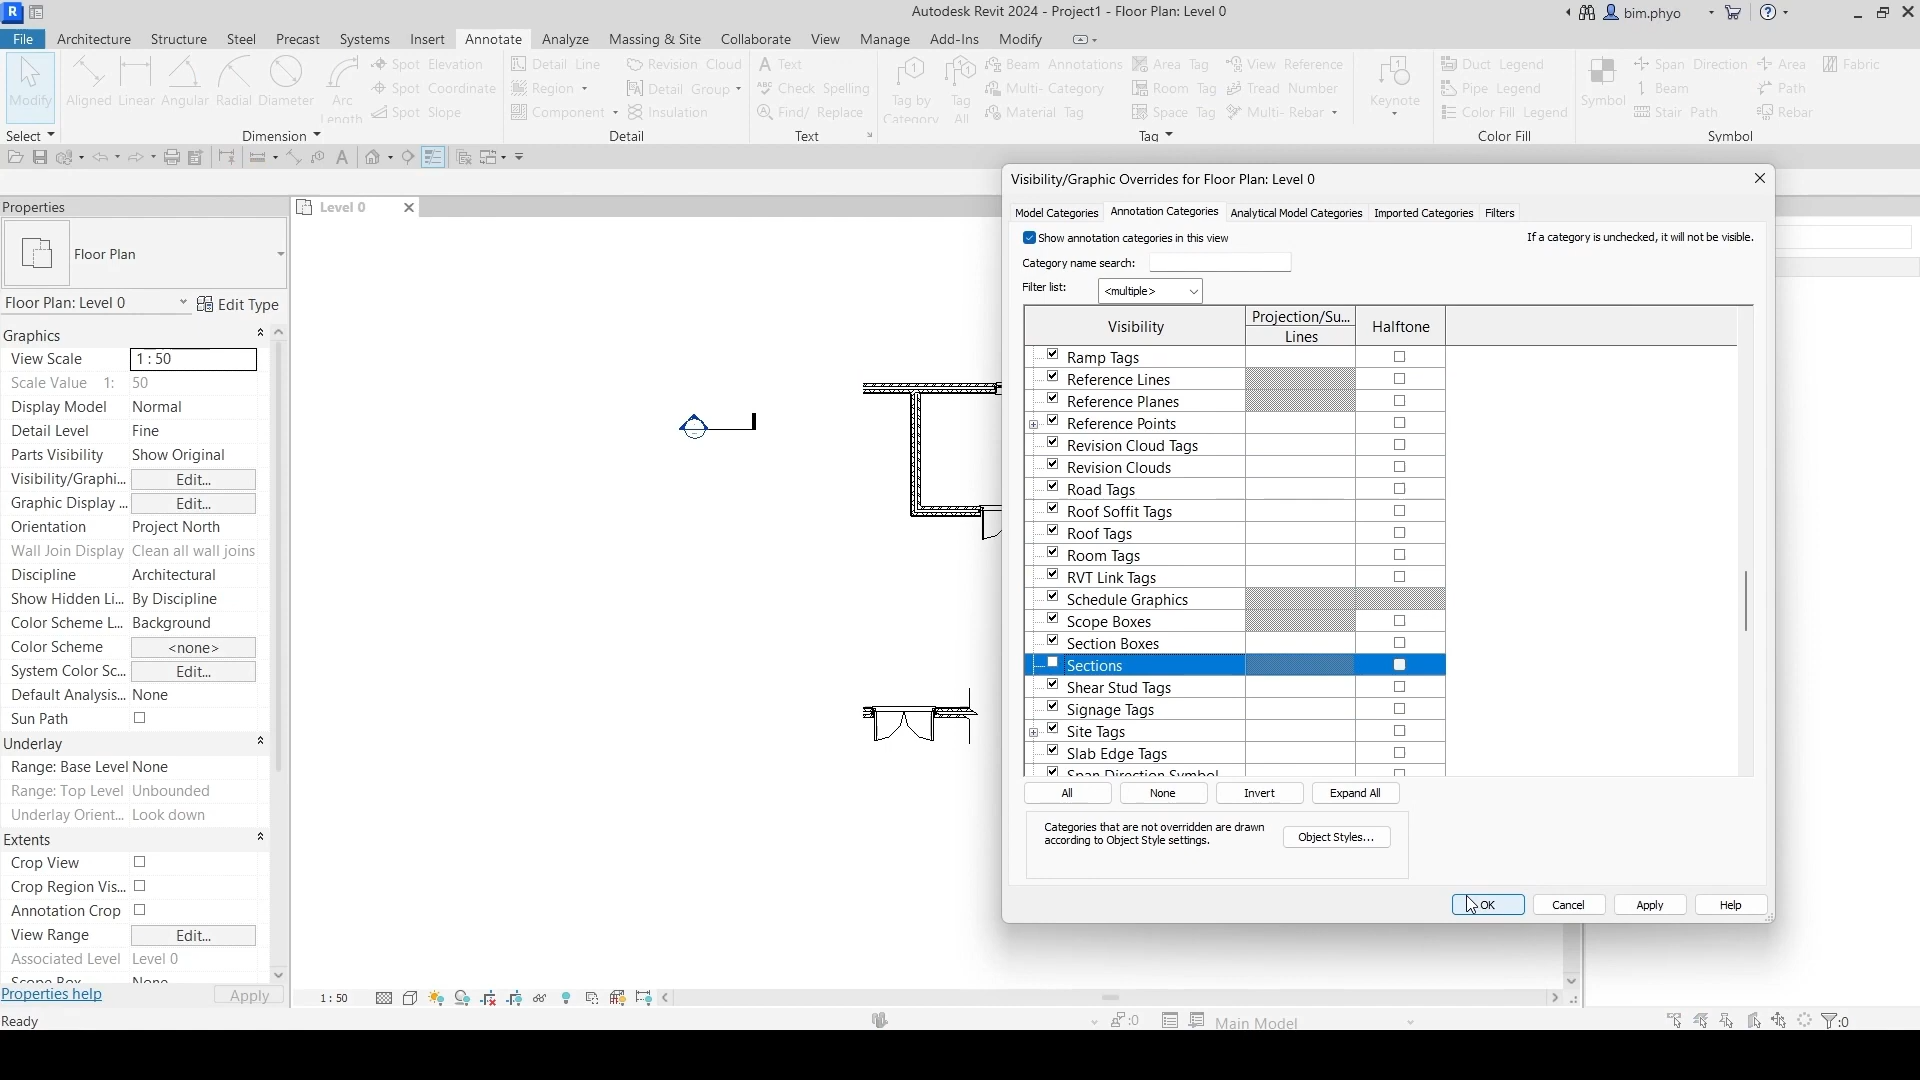 R
Autodesk Revit 2024 - Project1 - Floor Plan: Level 0
bim.phyo
File Architecture Structure Steel Precast Systems Insert Annotate Analyze Massing & Site Collaborate View Manage Add-Ins Modify
Modify
Aligned Linear Angular Radial Diameter Arc Length
Spot Elevation
Spot Coordinate
Spot Slope
Detail Line
Region
Component
Revision Cloud
Detail Group
Insulation
A Text
Check Spelling
Find/ Replace
Tag by Category
Tag All
Beam Annotations
Multi- Category
Material Tag
Area Tag
Room Tag
Space Tag
View Reference
Tread Number
Multi- Rebar
Keynote
Duct Legend
Pipe Legend
Color Fill Legend
Symbol
Span Direction
Beam
Stair Path
Area
Path
Rebar
Fabric
Select Dimension Detail Text Tag Color Fill Symbol
Properties
Level 0
Floor Plan
Floor Plan: Level 0 Edit Type
Graphics
View Scale 1 : 50
Scale Value 1: 50
Display Model Normal
Detail Level Fine
Parts Visibility Show Original
Visibility/Graphi... Edit...
Graphic Display ... Edit...
Orientation Project North
Wall Join Display Clean all wall joins
Discipline Architectural
Show Hidden Li... By Discipline
Color Scheme L... Background
Color Scheme <none>
System Color Sc... Edit...
Default Analysis... None
Sun Path
Underlay
Range: Base Level None
Range: Top Level Unbounded
Underlay Orient... Look down
Extents
Crop View
Crop Region Vis...
Annotation Crop
View Range Edit...
Associated Level Level 0
Scope Box None
Properties help Apply
Visibility/Graphic Overrides for Floor Plan: Level 0
Model Categories Annotation Categories Analytical Model Categories Imported Categories Filters
Show annotation categories in this view
If a category is unchecked, it will not be visible.
Category name search:
Filter list: <multiple>
Visibility Projection/Su... Halftone
Lines
Ramp Tags
Reference Lines
Reference Planes
Reference Points
Revision Cloud Tags
Revision Clouds
Road Tags
Roof Soffit Tags
Roof Tags
Room Tags
RVT Link Tags
Schedule Graphics
Scope Boxes
Section Boxes
Sections
Shear Stud Tags
Signage Tags
Site Tags
Slab Edge Tags
Span Direction Symbol
All None Invert Expand All
Categories that are not overridden are drawn
according to Object Style settings.
Object Styles...
OK Cancel Apply Help
1 : 50
Ready
:0
Main Model
:0